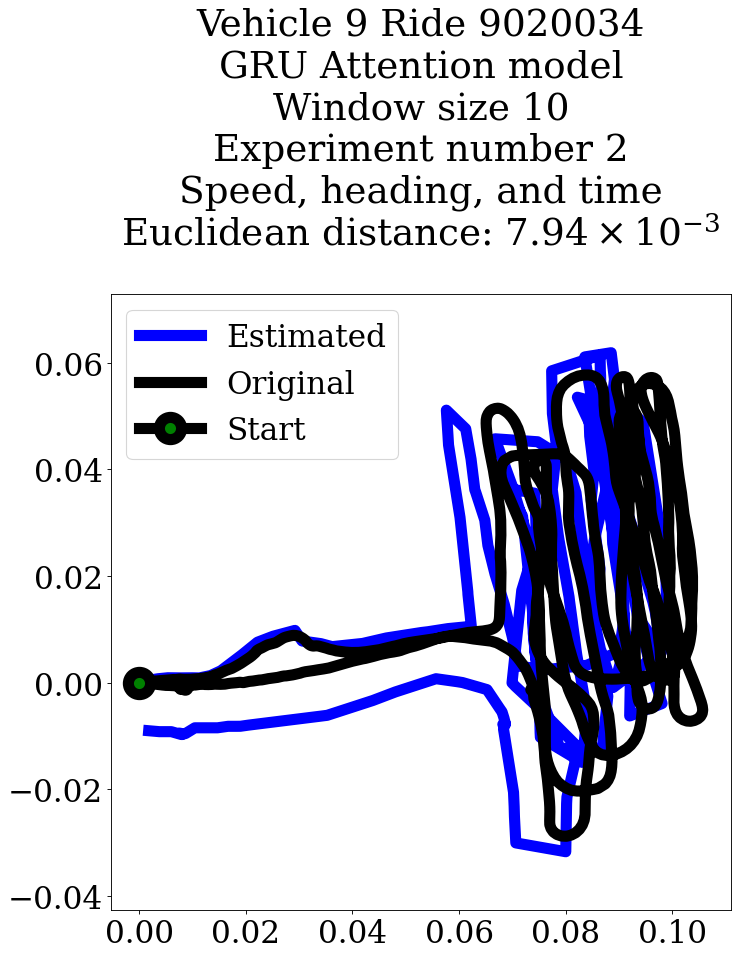 Vehicle 9 Ride 9020034
GRU Attention model
Window size 10
Experiment number 2
Speed, heading, and time
Euclidean distance: 7.94 × 10⁻³
Estimated
Original
Start
0.06
0.04
0.02
0.00
−0.02
−0.04
0.00 0.02 0.04 0.06 0.08 0.10